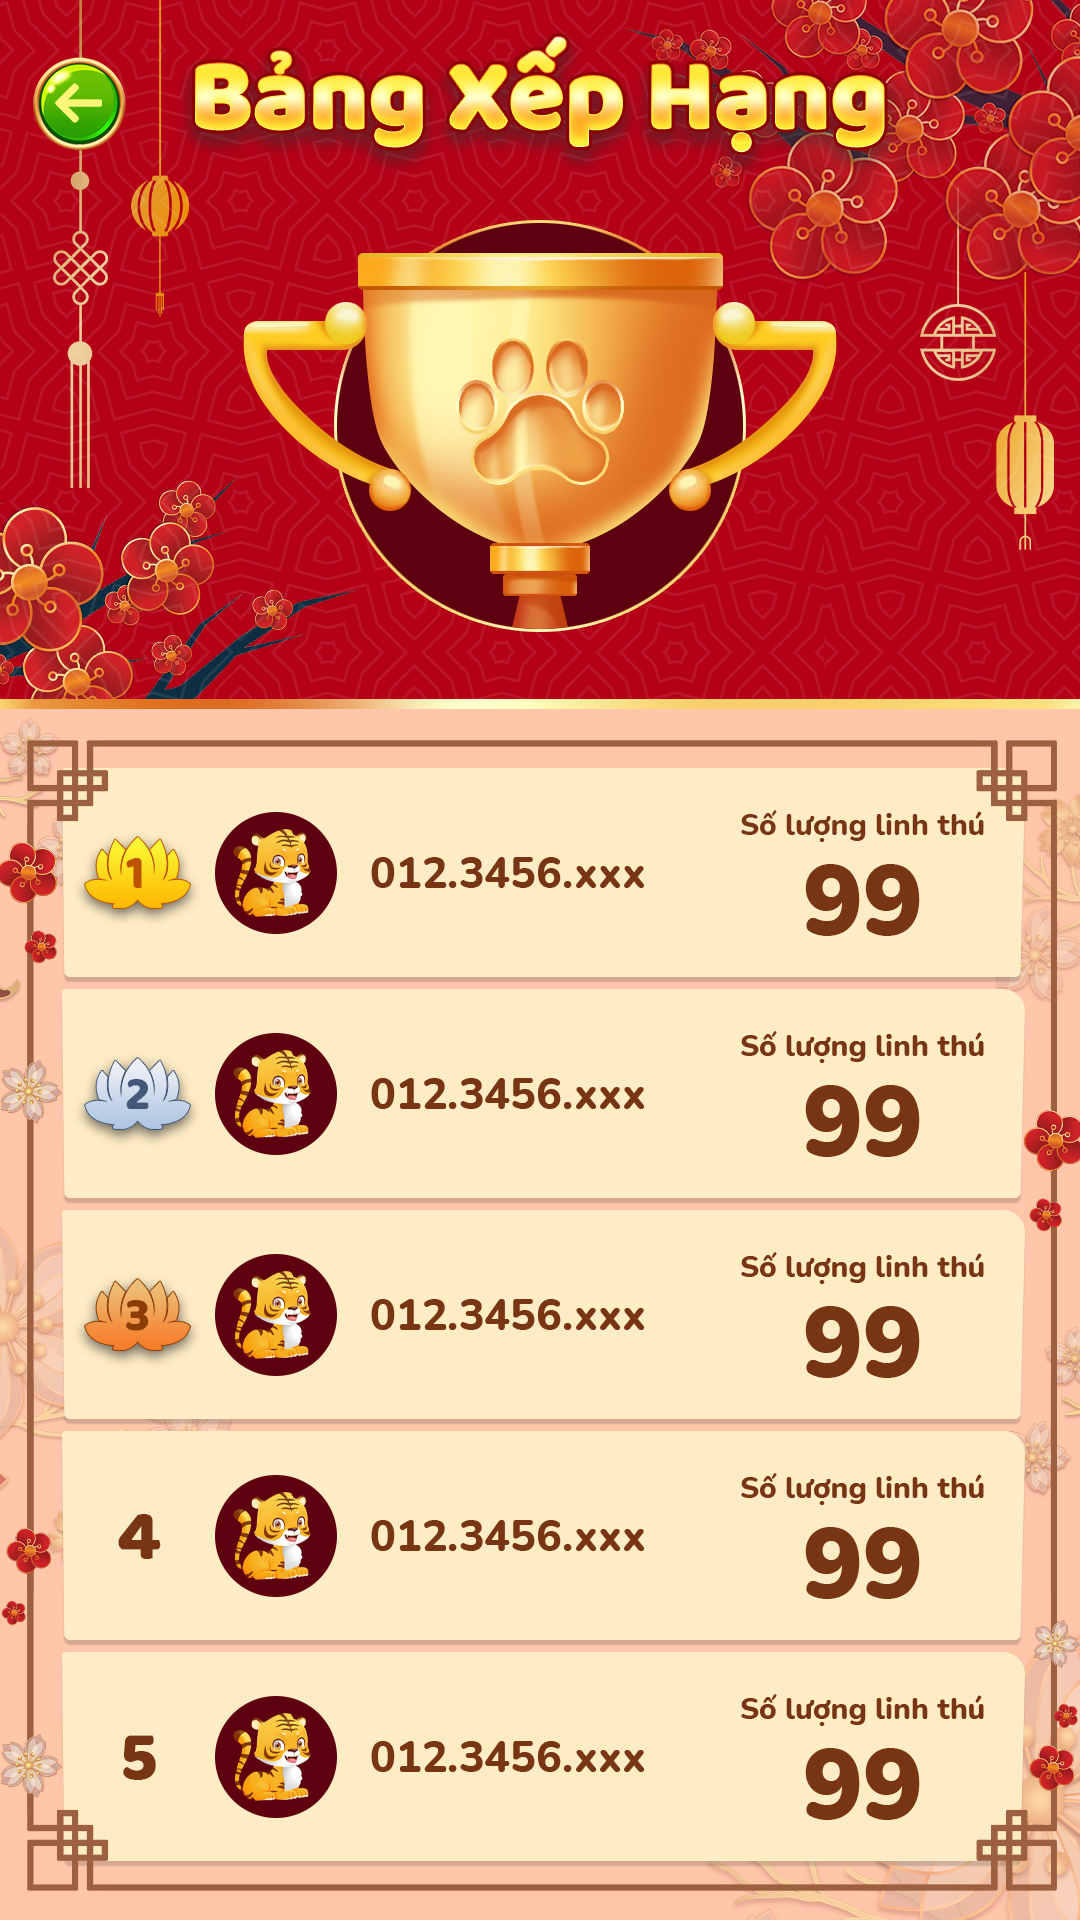 Bảng Xếp Hạng
Số lượng linh thú
1
012.3456.xxx
99
Số lượng linh thú
2
012.3456.xxx
99
Số lượng linh thú
3
012.3456.xxx
99
Số lượng linh thú
4
012.3456.xxx
99
Số lượng linh thú
5
012.3456.xxx
99